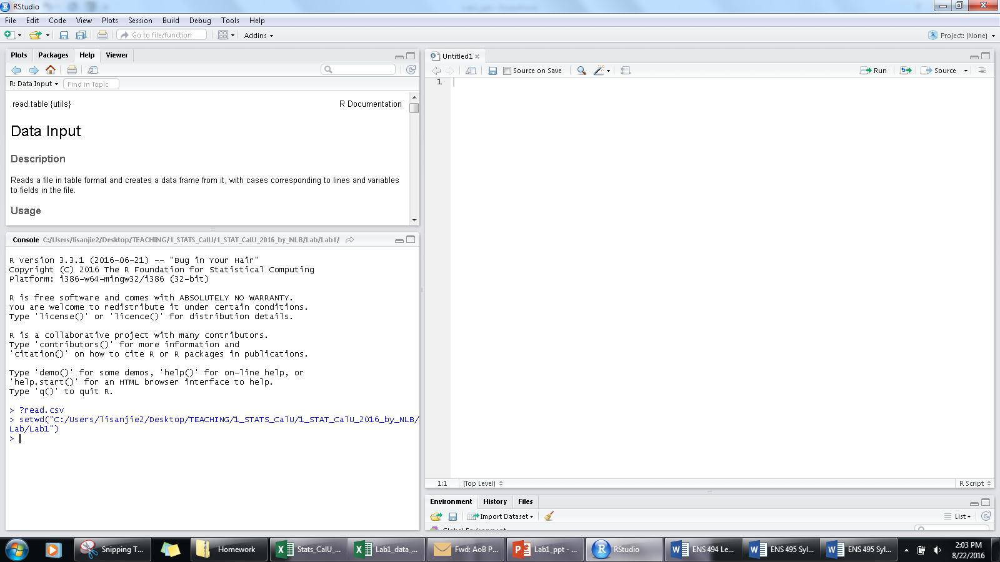 RStudio
File Edit Code View Plots Session Build Debug Tools Help
Go to file/function Addins Project: (None)
Plots Packages Help Viewer
R: Data Input Find in Topic
read.table {utils} R Documentation
Data Input
Description
Reads a file in table format and creates a data frame from it, with cases corresponding to lines and variables
to fields in the file.
Usage
Console C:/Users/lisanjie2/Desktop/TEACHING/1_STATS_CalU/1_STAT_CalU_2016_by_NLB/Lab/Lab1/
R version 3.3.1 (2016-06-21) -- "Bug in Your Hair"
Copyright (C) 2016 The R Foundation for Statistical Computing
Platform: i386-w64-mingw32/i386 (32-bit)
R is free software and comes with ABSOLUTELY NO WARRANTY.
You are welcome to redistribute it under certain conditions.
Type 'license()' or 'licence()' for distribution details.
R is a collaborative project with many contributors.
Type 'contributors()' for more information and
'citation()' on how to cite R or R packages in publications.
Type 'demo()' for some demos, 'help()' for on-line help, or
'help.start()' for an HTML browser interface to help.
Type 'q()' to quit R.
> ?read.csv
> setwd("C:/Users/lisanjie2/Desktop/TEACHING/1_STATS_CalU/1_STAT_CalU_2016_by_NLB/
Lab/Lab1")
>
Untitled1
Source on Save Run Source
1
1:1 (Top Level) R Script
Environment History Files
Import Dataset List
Global Environment
Snipping T... Homework Stats_CalU_... Lab1_data_... Fwd: AoB P... Lab1_ppt - ... RStudio ENS 494 Le... ENS 495 Syl... ENS 495 Syl... 2:03 PM
8/22/2016